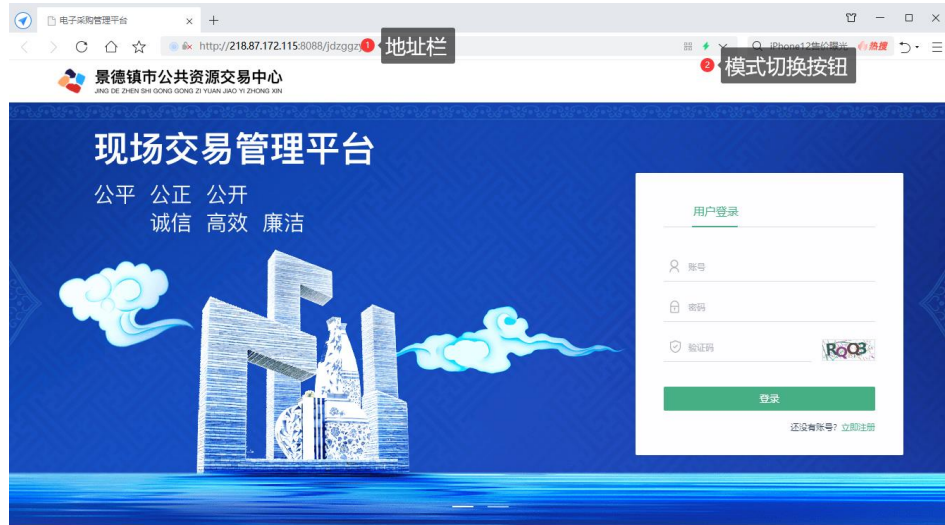 电子采购管理平台
http://218.87.172.115:8088/jdzggzy
1
地址栏
iPhone12售价曝光
热搜
2
模式切换按钮
景德镇市公共资源交易中心
JING DE ZHEN SHI GONG GONG ZI YUAN JIAO YI ZHONG XIN
现场交易管理平台
公平 公正 公开
诚信 高效 廉洁
用户登录
账号
密码
验证码
RQO3
登录
还没有账号? 立即注册